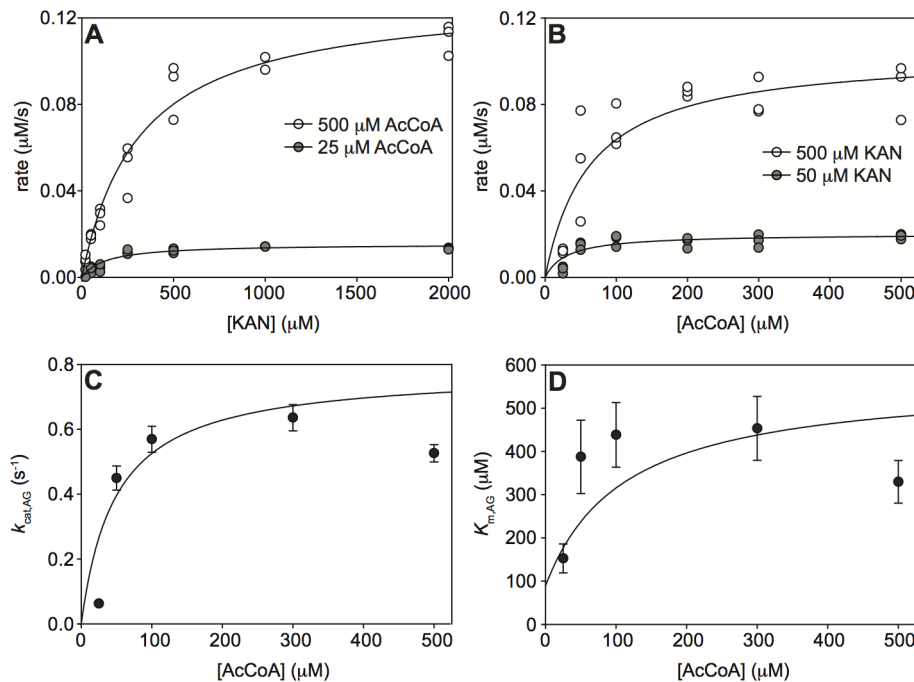 A
0.12
0.08
0.04
0.00
rate (μM/s)
500 μM AcCoA
25 μM AcCoA
0 500 1000 1500 2000
[KAN] (μM)
B
0.12
0.08
0.04
0.00
rate (μM/s)
500 μM KAN
50 μM KAN
0 100 200 300 400 500
[AcCoA] (μM)
C
0.8
0.6
0.4
0.2
0.0
kcat,AG (s⁻¹)
0 100 200 300 400 500
[AcCoA] (μM)
D
600
500
400
300
200
100
0
Km,AG (μM)
0 100 200 300 400 500
[AcCoA] (μM)